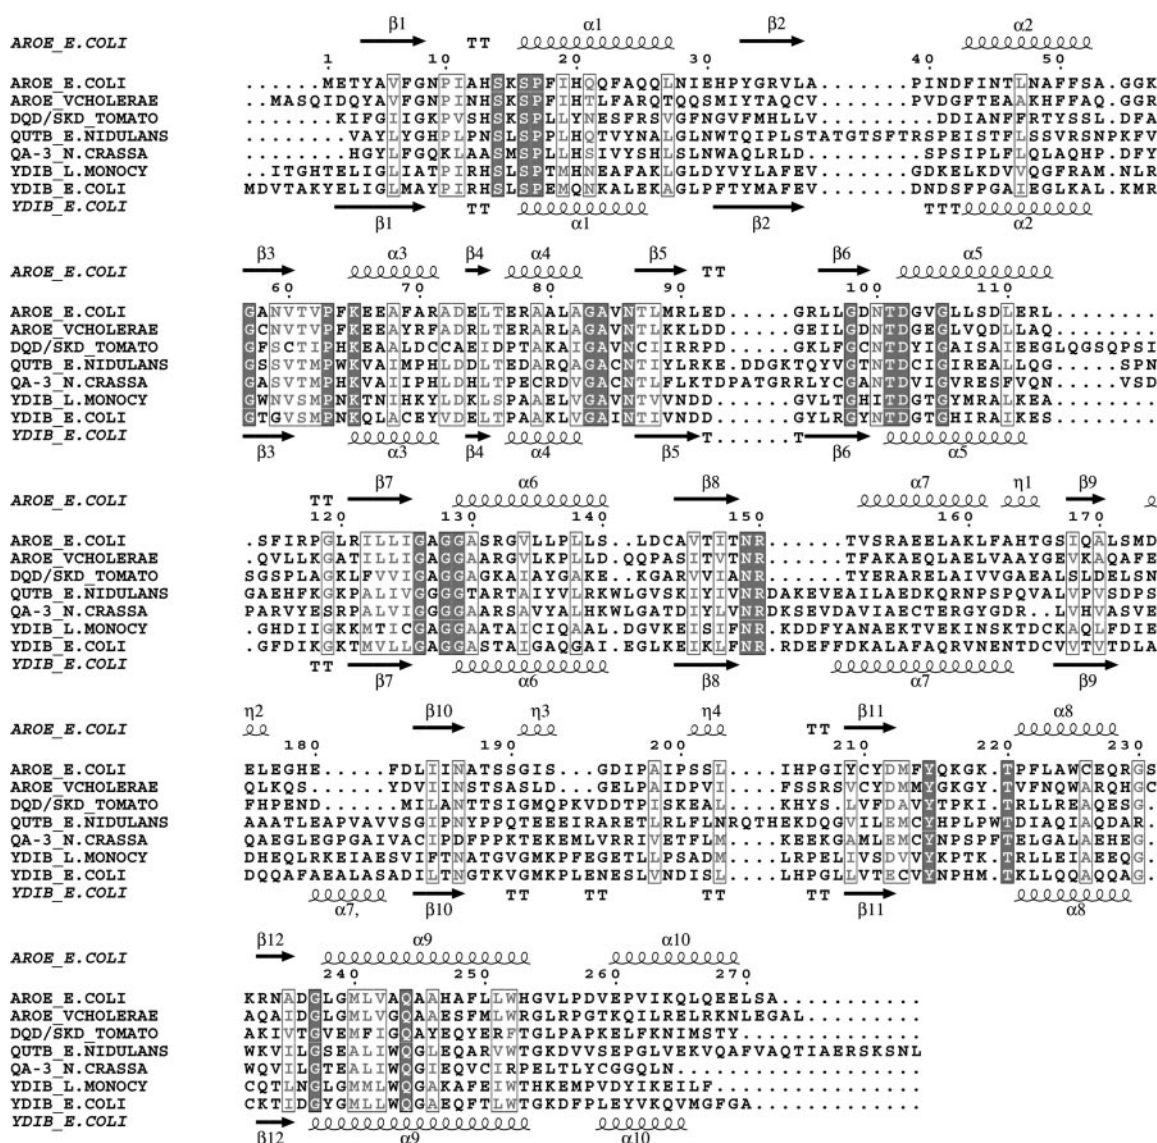 β1 α1 β2 α2
AROE_E.COLI TT
1 10 20 30 40 50
AROE_E.COLI .........METYAVFGNPIAHSKSPFIHQQFAQQLNIEHPYGRVLA.........PINDFINTLNAFFSA.GGK
AROE_VCHOLERAE ..MASQIDQYAVFGNPINHSKSPFIHTLFARQTQQSMIYTAQCV.........PVDGFTEAAKHFFAQ.GGR
DQD/SKD_TOMATO .........KIFGIIGKPVSHSKSPLLYNESFRSVGFNGVFMHLLV.........DDIANFFRTYSSL.DFA
QUTB_E.NIDULANS .........VAYLYGHPLPNSLSPPLHQTVYNALGLNWTQIPLSTATGTSFTRSPEISTFLSSVRSNPKFV
QA-3_N.CRASSA .........HGYLFGQKLAASMSPLLHSIVYSHLSLNWAQLRLD.........SPSIPLFLQLAQHP.DFY
YDIB_L.MONOCY ..ITGHTELIGLIATPIRHSLSPTMHNEAFAKLGLDYVYLAFEV.........GDKELKDVVQGFRAMNLR
YDIB_E.COLI MDVTAKYELIGLMAYPIRHSLSPEMQNKALEKAGLPFTYMAFEV.........DNDSFPGAIEGLKAL.KMR
YDIB_E.COLI TT TTT
β1 α1 β2 α2
β3 α3 β4 α4 β5 β6 α5
AROE_E.COLI TT
60 70 80 90 100 110
AROE_E.COLI GANVTVPFKEEAFARADELTERAALAGAVNTLMRLED.....GRLLGDNTDGVGLLSDLERL........
AROE_VCHOLERAE GCNVTVPFKEEAYRFADRLTERARLAGAVNTLKKLDD.....GEILGDNTDGEGLVQDLLAQ........
DQD/SKD_TOMATO GFSCTIPHKEAALDCCAEIDPTAKAIGAVNCIIRRPD.....GKLFGCNTDYIGAISAIEEGLQGSQPSI
QUTB_E.NIDULANS GSSVTMPWKVAIMPHLDDLTEDARQAGACNTIYLRKE.DDGKTQYVGTNTDCIGIREALLQG....SPNS
QA-3_N.CRASSA GASVTMPHKVAIIPHLDHLTPECRDVGACNTLFLKTDPATGRRLYCGANTDVIGVRESFVQN.....VSD
YDIB_L.MONOCY GWNVSMPNKTNIHKYLDKLSPAAELVGAVNTVVNDD......GVLTGHITDGTGYMRALKEA........
YDIB_E.COLI GTGVSMPNKQLACEYVDELTPAAKLVGAINTIVNDD......GYLRGYNTDGTGHIRAIKES........
YDIB_E.COLI T......T
β3 α3 β4 α4 β5 β6 α5
β7 α6 β8 α7 η1 β9
AROE_E.COLI TT
120 130 140 150 160 170
AROE_E.COLI .SFIRPGLRILLIGAGGASRGVLLPLLS..LDCAVTITNR......TVSRAEELAKLFAHTGSIQALSMD
AROE_VCHOLERAE .QVLLKGATILLIGAGGAARGVLKPLLD..QQPASITVTNR......TFAKAEQLAELVAAYGEVKAQAFE
DQD/SKD_TOMATO SGSPLAGKLFVVIGAGGAGKAIAYGAKE..KGARVVIANR......TYERARELAIVVGAEALSLDELSN
QUTB_E.NIDULANS GAEHFKGKPALIVGGGGTARTAIYVLRKWLGVSKIYIVNRDAKEVEAILAEDKQRNPSPQVALVPVSDPS
QA-3_N.CRASSA PARVYESRPALIVGGGGAARSAVYALHKWLGATDIYLVNRDKSEVDAVIAECTERGYGDR..LVHVASVE
YDIB_L.MONOCY .GHDIIGKKMTICGAGGAATAICIQAAL.DGVKEISIFNRKDDFYANAEKTVEKINSKTDCKAQLFDIE
YDIB_E.COLI .GFDIKGKTMVLLGAGGASTAIGAQGAI.EGLKEIKLFNRRDEFFDKALAFAQRVNENTDCVVTVTDLA
YDIB_E.COLI TT
β7 α6 β8 α7 β9
η2 β10 η3 η4 β11 α8
AROE_E.COLI TT
180 190 200 210 220 230
AROE_E.COLI ELEGHE.....FDLIINATSSGIS...GDIPAIPSSL....IHPGIYCYDMFYQKGK.TPFLAWCEQRGS
AROE_VCHOLERAE QLKQS......YDVIINSTSASLD...GELPAIDPVI....FSSRSVCYDMMYGKGY.TVFNQWARQHGC
DQD/SKD_TOMATO FHPEND.....MILANTTSIGMQPKVDDTPISKEAL....KHYS.LVFDAVYTPKI.TRLLREAQESG.
QUTB_E.NIDULANS AAATLEAPVAVVSGIPNYPPQTEEEIRARETLRLFLNRQTHEKDQGVILEMCYHPLPWTDIAQIAQDAR.
QA-3_N.CRASSA QAEGLEGPGAIVACIPDFPPKTEKEMLVRRIVETFLM....KEEKGAMLEMCYNPSPFTELGALAEHEG.
YDIB_L.MONOCY DHEQLRKEIAESVIFTNATGVGMKPFEGETLLPSADM....LRPELIVSDVVYKPTK.TRLLEIAEEQG.
YDIB_E.COLI DQQAFAEALASADILTNGTKVGMKPLENESLVNDISL....LHPGLLVTECVYNPHM.TKLLQQAQQAG.
YDIB_E.COLI TT TT TT TT
α7, β10 β11 α8
β12 α9 α10
AROE_E.COLI
240 250 260 270
AROE_E.COLI KRNADGLGMLVAQAAHAFLLWHGVLPDVEPVIKQLQEELSA...........
AROE_VCHOLERAE AQAIDGLGMLVGQAAESFMLWRGLRPGTKQILRELRKNLEGAL.........
DQD/SKD_TOMATO AKIVTGVEMFIGQAYEQYERFTGLPAPKELFKNIMSTY..............
QUTB_E.NIDULANS WKVILGSEALIWQGLEQARVWTGKDVVSEPGLVEKVQAFVAQTIAERSKSNL
QA-3_N.CRASSA WQVILGTEALIWQGIEQVCIRPELTLYCGGQLN...................
YDIB_L.MONOCY CQTLNGLGMMLWQGAKAFEIWTHKEMPVDYIKEILF................
YDIB_E.COLI CKTIDGYGMLLWQGAEQFTLWTGKDFPLEYVKQVMGFGA.............
YDIB_E.COLI
β12 α9 α10